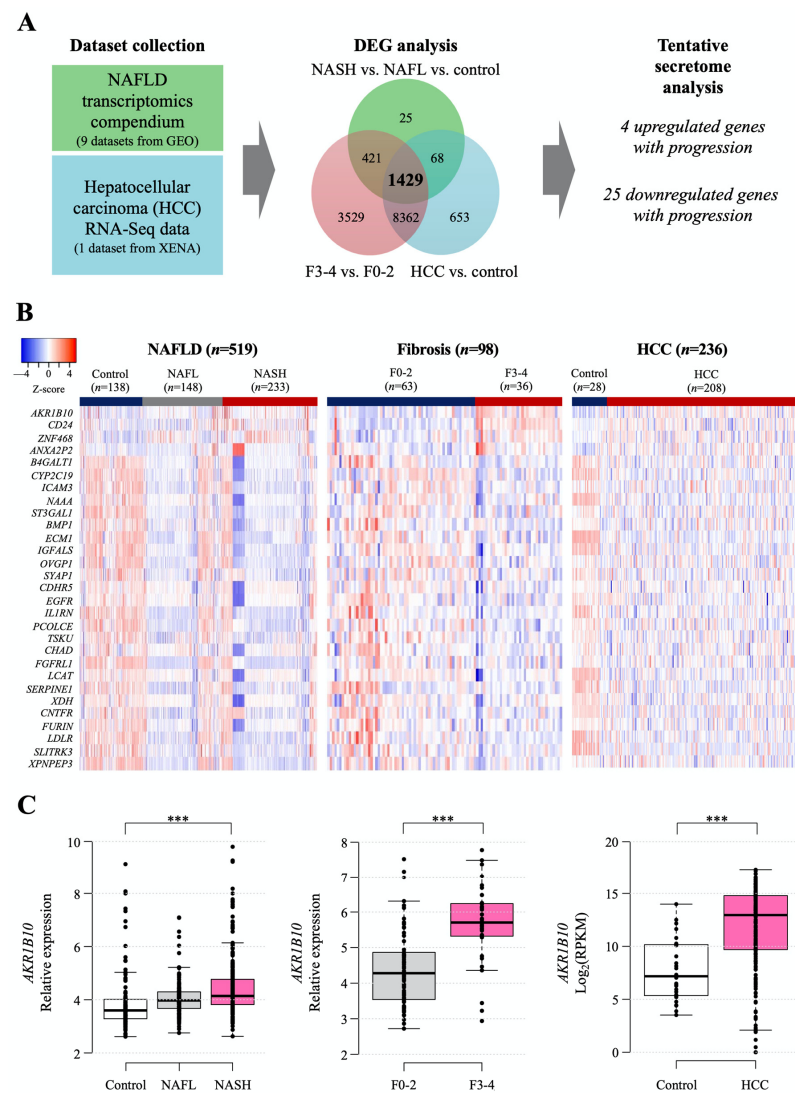 A
Dataset collection
NAFLD
transcriptomics
compendium
(9 datasets from GEO)
Hepatocellular
carcinoma (HCC)
RNA-Seq data
(1 dataset from XENA)
DEG analysis
NASH vs. NAFL vs. control
25
421
68
1429
3529
8362
653
F3-4 vs. F0-2
HCC vs. control
Tentative
secretome
analysis
4 upregulated genes
with progression
25 downregulated genes
with progression
B
−4 0 4
Z-score
NAFLD (n=519)
Control
(n=138)
NAFL
(n=148)
NASH
(n=233)
Fibrosis (n=98)
F0-2
(n=63)
F3-4
(n=36)
HCC (n=236)
Control
(n=28)
HCC
(n=208)
AKR1B10
CD24
ZNF468
ANXA2P2
B4GALT1
CYP2C19
ICAM3
NAAA
ST3GAL1
BMP1
ECM1
IGFALS
OVGP1
SYAP1
CDHR5
EGFR
IL1RN
PCOLCE
TSKU
CHAD
FGFRL1
LCAT
SERPINE1
XDH
CNTFR
FURIN
LDLR
SLITRK3
XPNPEP3
C
AKR1B10
Relative expression
10
8
6
4
2
***
Control
NAFL
NASH
AKR1B10
Relative expression
8
7
6
5
4
3
2
***
F0-2
F3-4
AKR1B10
Log2(RPKM)
20
15
10
5
0
***
Control
HCC